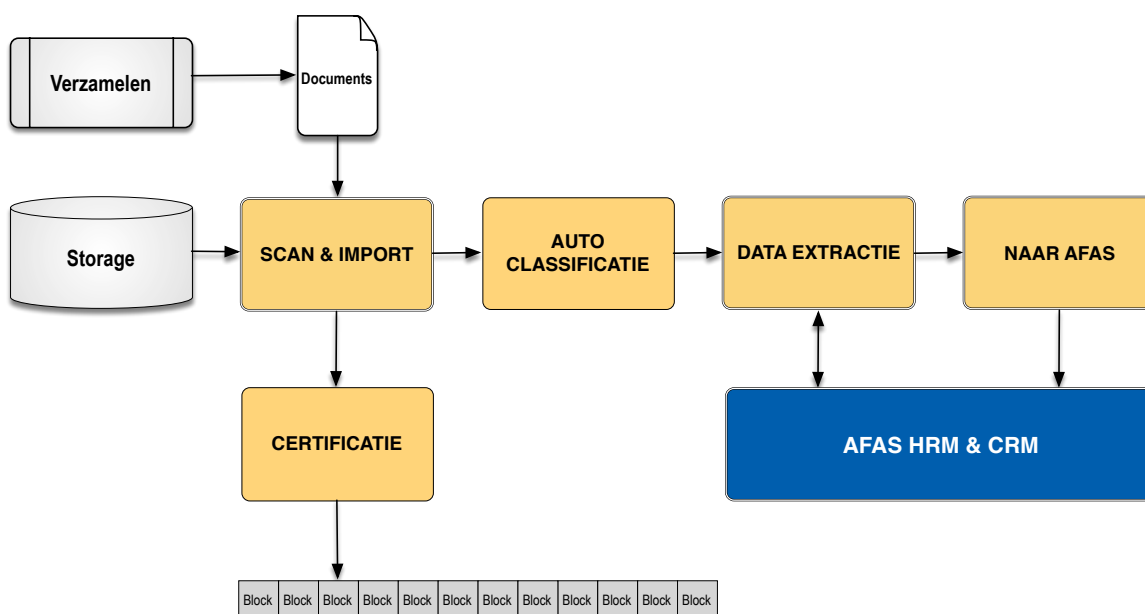 Verzamelen
Documents
Storage
SCAN & IMPORT
AUTO
CLASSIFICATIE
DATA EXTRACTIE
NAAR AFAS
CERTIFICATIE
AFAS HRM & CRM
Block Block Block Block Block Block Block Block Block Block Block Block